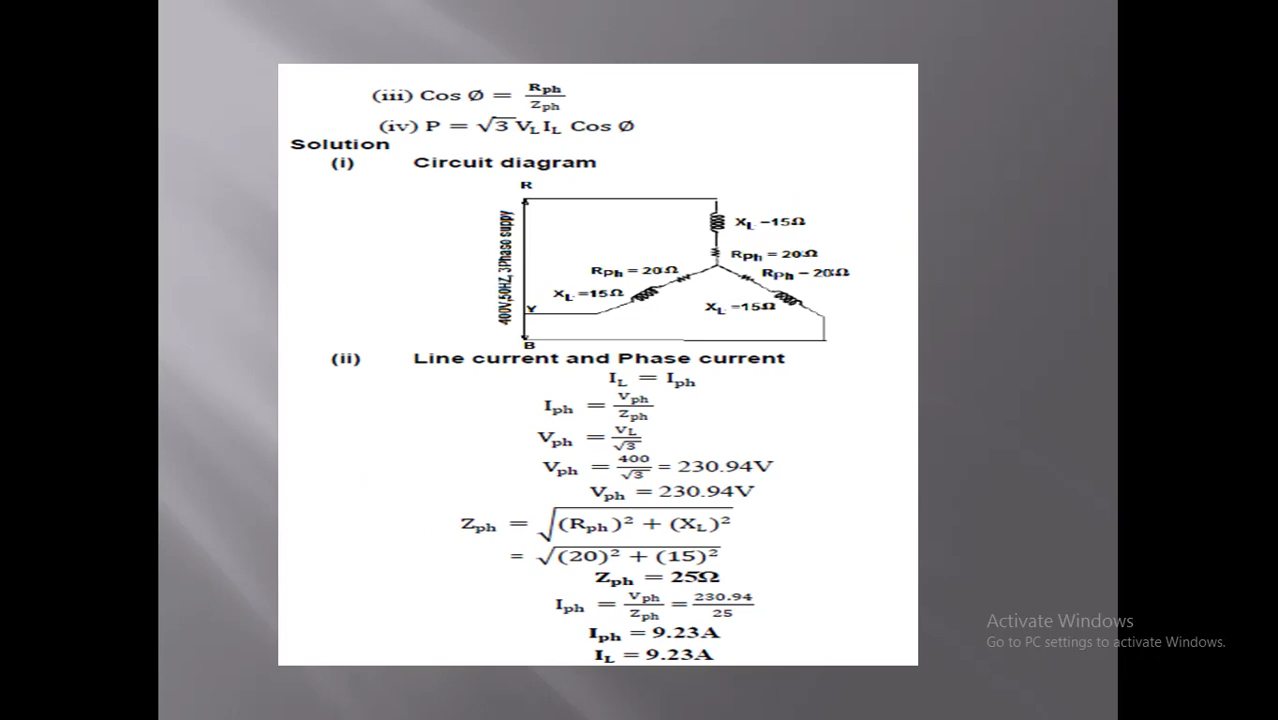 (iii) Cos Ø = Rph/Zph
(iv) P = √3 VL IL Cos Ø
Solution
(i) Circuit diagram
R
XL -15Ω
RPh = 20Ω
RPh = 20Ω
RPh - 20Ω
XL =15Ω
XL =15Ω
400V,50HZ, 3Phase suppy
Y
B
(ii) Line current and Phase current
IL = Iph
Iph = Vph/Zph
Vph = VL/√3
Vph = 400/√3 = 230.94V
Vph = 230.94V
Zph = √(Rph)² + (XL)²
= √(20)² + (15)²
Zph = 25Ω
Iph = Vph/Zph = 230.94/25
Iph = 9.23A
IL = 9.23A
Activate Windows
Go to PC settings to activate Windows.